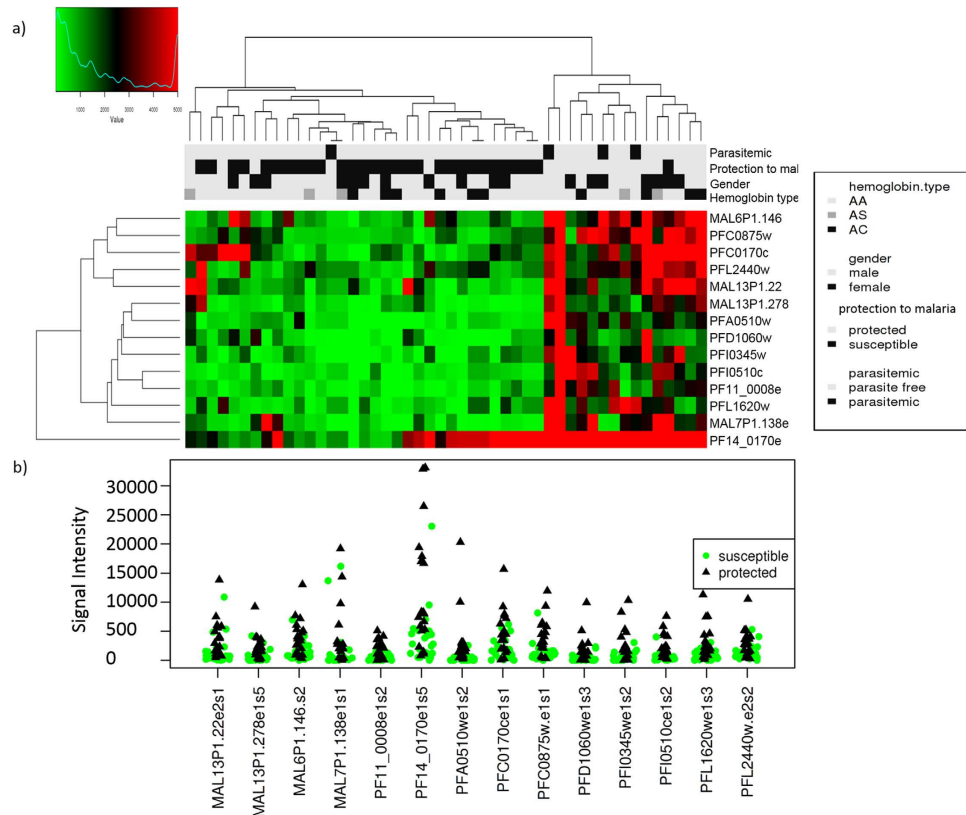 a)
1000 2000 3000 4000 5000
Value
Parasitemic
Protection to mal
Gender
Hemoglobin type
MAL6P1.146
PFC0875w
PFC0170c
PFL2440w
MAL13P1.22
MAL13P1.278
PFA0510w
PFD1060w
PFI0345w
PFI0510c
PF11_0008e
PFL1620w
MAL7P1.138e
PF14_0170e
hemoglobin.type
AA
AS
AC
gender
male
female
protection to malaria
protected
susceptible
parasitemic
parasite free
parasitemic
b)
Signal Intensity
30000
25000
20000
15000
10000
500
0
susceptible
protected
MAL13P1.22e2s1
MAL13P1.278e1s5
MAL6P1.146.s2
MAL7P1.138e1s1
PF11_0008e1s2
PF14_0170e1s5
PFA0510we1s2
PFC0170ce1s1
PFC0875w.e1s1
PFD1060we1s3
PFI0345we1s2
PFI0510ce1s2
PFL1620we1s3
PFL2440w.e2s2